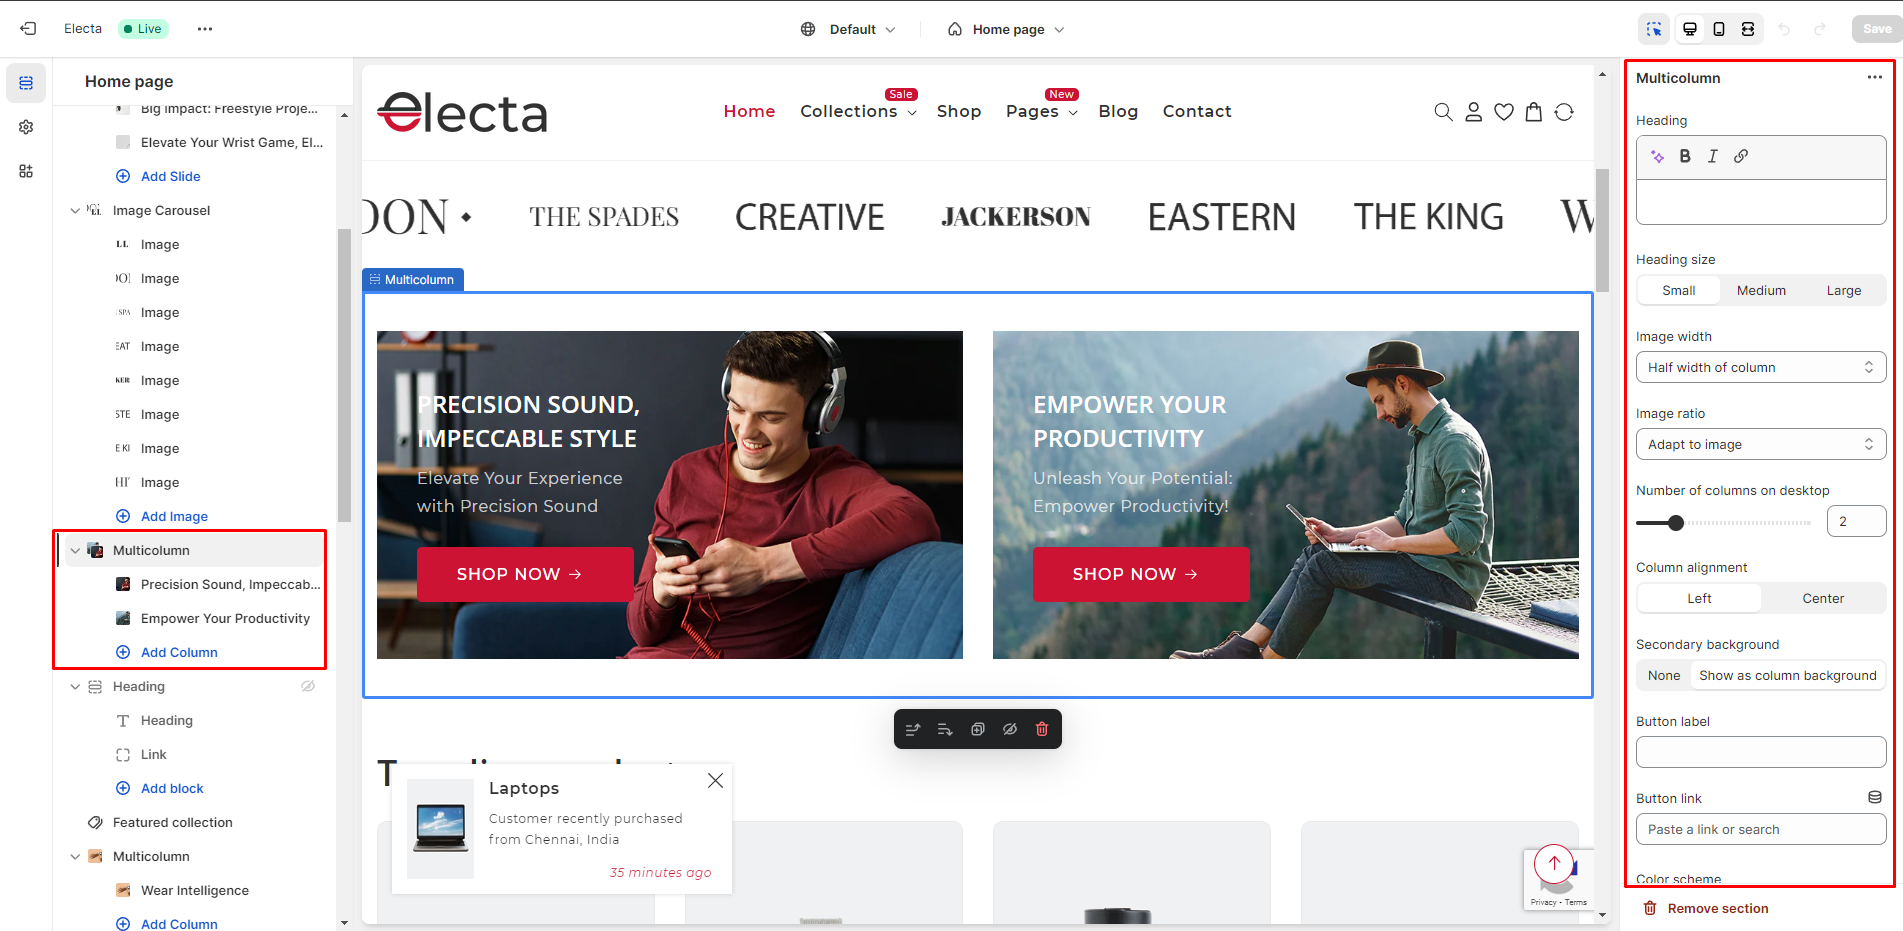 Electa
Live
Default
Home page
Save
Home page
Big Impact: Freestyle Proje...
Elevate Your Wrist Game, El...
Add Slide
Image Carousel
Image
Image
Image
Image
Image
Image
Image
Image
Add Image
Multicolumn
Precision Sound, Impeccab...
Empower Your Productivity
Add Column
Heading
Heading
Link
Add block
Featured collection
Multicolumn
Wear Intelligence
Add Column
electa
Home
Collections
Sale
Shop
Pages
New
Blog
Contact
DON
THE SPADES
CREATIVE
JACKERSON
EASTERN
THE KING
Multicolumn
PRECISION SOUND,
IMPECCABLE STYLE
Elevate Your Experience
with Precision Sound
SHOP NOW →
EMPOWER YOUR
PRODUCTIVITY
Unleash Your Potential:
Empower Productivity!
SHOP NOW →
Laptops
Customer recently purchased
from Chennai, India
35 minutes ago
Privacy - Terms
Multicolumn
Heading
B I
Heading size
Small Medium Large
Image width
Half width of column
Image ratio
Adapt to image
Number of columns on desktop
2
Column alignment
Left Center
Secondary background
None Show as column background
Button label
Button link
Paste a link or search
Color scheme
Remove section